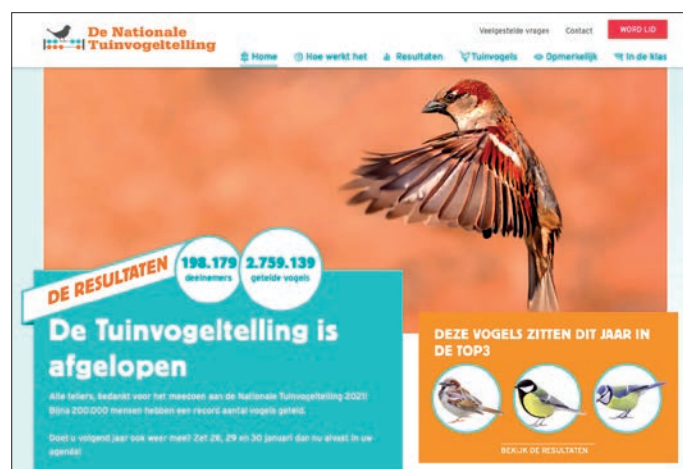 De Nationale
Tuinvogeltelling
Veelgestelde vragen
Contact
WORD LID
Home
Hoe werkt het
Resultaten
Tuinvogels
Opmerkelijk
In de klas
DE RESULTATEN
198.179
deelnemers
2.759.139
getelde vogels
De Tuinvogeltelling is
afgelopen
Alle tellers, bedankt voor het meedoen aan de Nationale Tuinvogeltelling 2021!
Bijna 200.000 mensen hebben een record aantal vogels geteld.
Doet u volgend jaar ook weer mee? Zet 28, 29 en 30 januari dan nu alvast in uw
agenda!
DEZE VOGELS ZITTEN DIT JAAR IN
DE TOP3
BEKIJK DE RESULTATEN